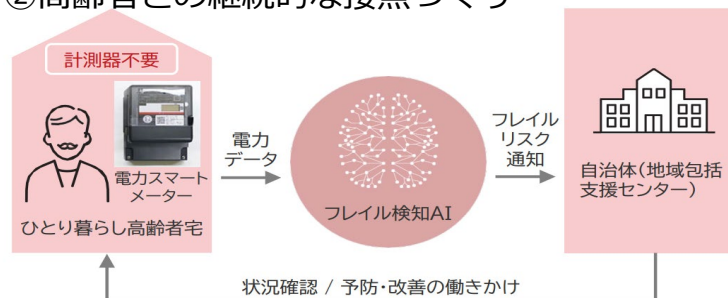 ②高齢者との継続的な接点づくり
計測器不要
電力スマート
メーター
ひとり暮らし高齢者宅
電力
データ
フレイル検知AI
フレイル
リスク
通知
自治体(地域包括
支援センター)
状況確認 / 予防・改善の働きかけ